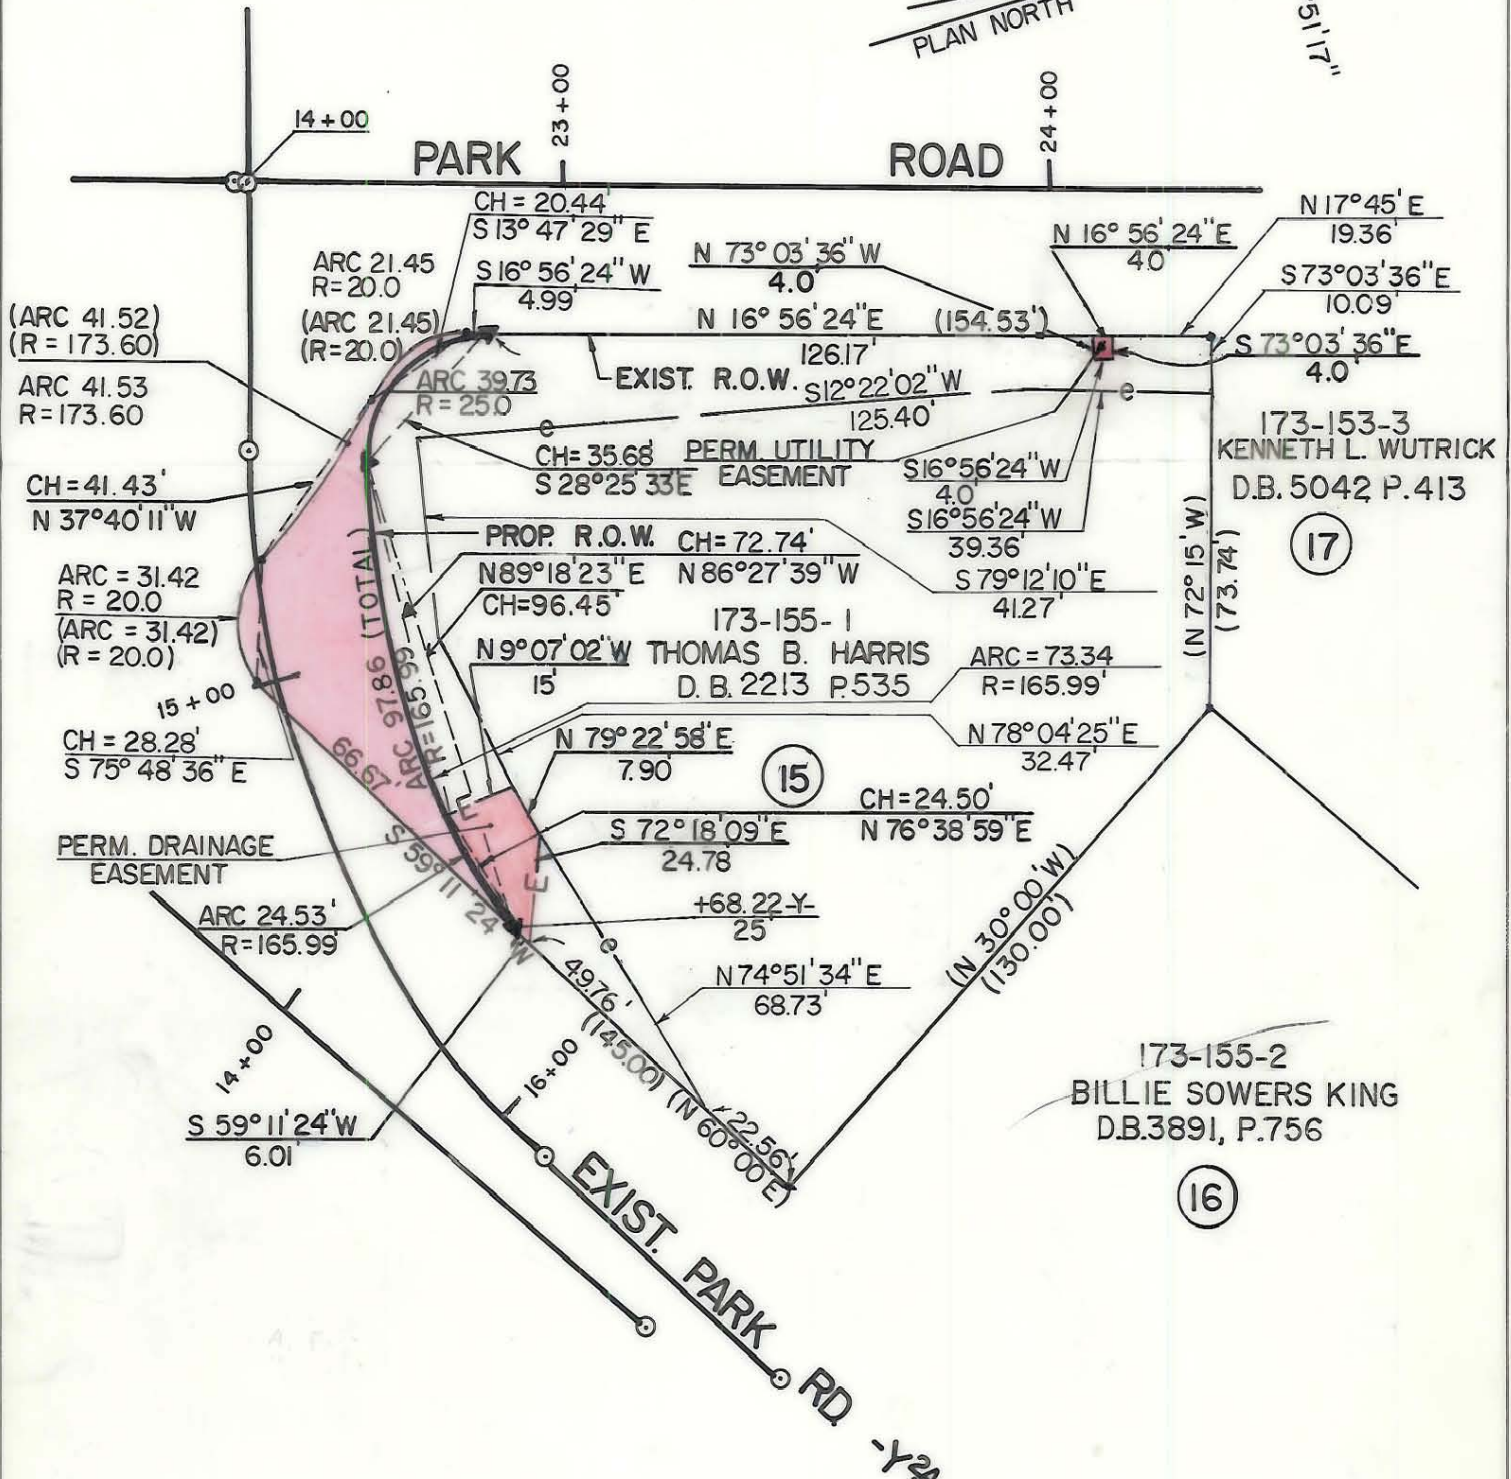 PLAN NORTH
51'17"
14+00
23+00
24+00
PARK ROAD
CH = 20.44'
S 13° 47' 29" E
ARC 21.45
R=20.0
S 16° 56' 24" W
4.99'
N 73° 03' 36" W
4.0'
N 16° 56' 24" E
4.0'
N 17° 45' E
19.36'
S 73° 03' 36" E
10.09'
(ARC 41.52)
(R = 173.60)
(ARC 21.45)
(R=20.0)
N 16° 56' 24" E
126.17'
(154.53')
S 73° 03' 36" E
4.0'
ARC 41.53
R=173.60
ARC 39.73
R = 25.0
EXIST. R.O.W.
S 12° 22' 02" W
125.40'
e
e
173-153-3
KENNETH L. WUTRICK
D.B. 5042 P. 413
17
CH = 41.43'
N 37° 40' 11" W
CH = 35.68'
S 28° 25' 33" E
PERM. UTILITY
EASEMENT
S 16° 56' 24" W
4.0'
S 16° 56' 24" W
39.36'
(N 72° 15' W)
(73.74')
PROP. R.O.W.
CH = 72.74'
N 86° 27' 39" W
N 89° 18' 23" E
CH = 96.45'
S 79° 12' 10" E
41.27'
ARC = 31.42
R = 20.0
(ARC = 31.42)
(R = 20.0)
ARC 97.86 (TOTAL)
R=165.99
173-155-1
THOMAS B. HARRIS
D. B. 2213 P. 535
N 9° 07' 02" W
15'
ARC = 73.34
R=165.99'
15+00
N 78° 04' 25" E
32.47'
CH = 28.28'
S 75° 48' 36" E
N 79° 22' 58" E
7.90'
15
S 59° 11' 24" W
E
S 72° 18' 09" E
24.78'
CH = 24.50'
N 76° 38' 59" E
PERM. DRAINAGE
EASEMENT
E
ARC 24.53'
R=165.99'
+68.22 -Y-
25'
e
N 74° 51' 34" E
68.73'
49.76'
(145.00) (N 60° 00' E)
22.56'
(N 30° 00' W)
(130.00')
14+00
16+00
S 59° 11' 24" W
6.01'
173-155-2
BILLIE SOWERS KING
D.B. 3891, P. 756
16
EXIST. PARK RD.